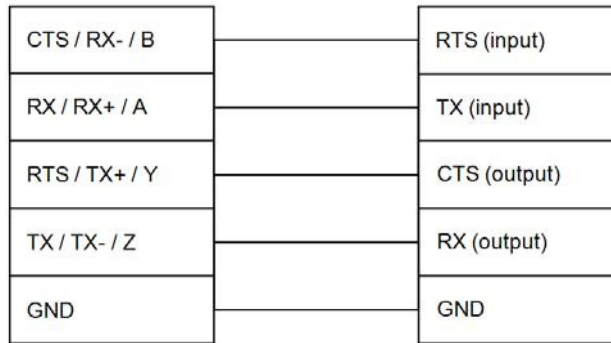 CTS / RX- / B
RTS (input)
RX / RX+ / A
TX (input)
RTS / TX+ / Y
CTS (output)
TX / TX- / Z
RX (output)
GND
GND